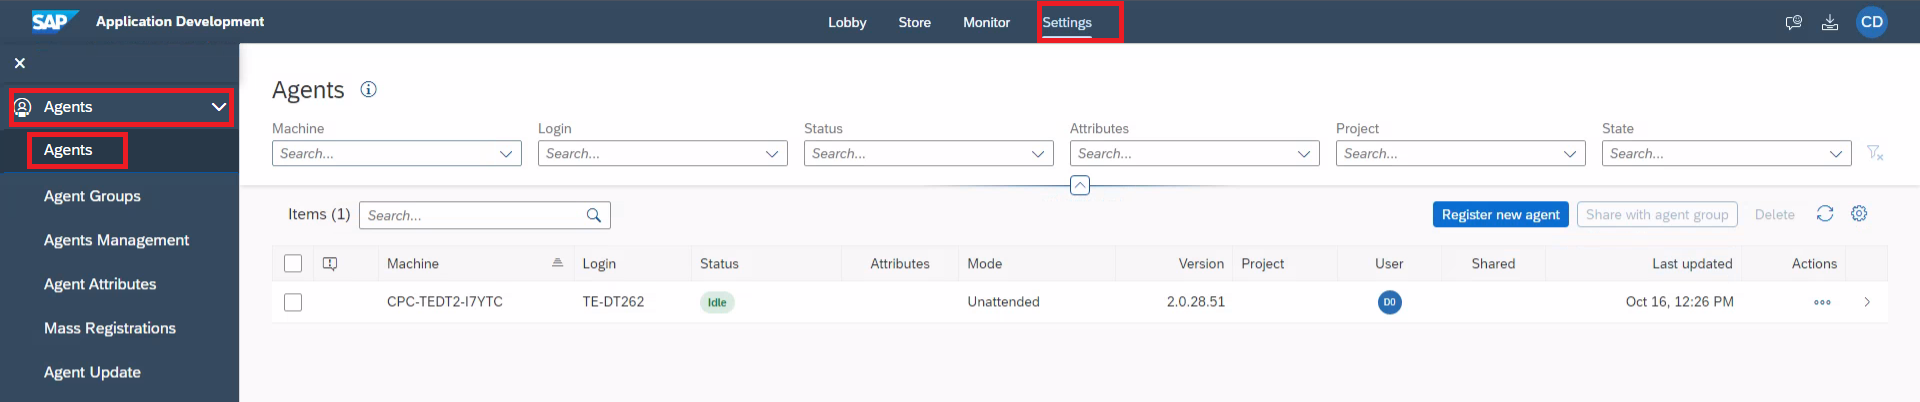 SAP Application Development Lobby Store Monitor Settings CD
Agents
Agents
Agent Groups
Agents Management
Agent Attributes
Mass Registrations
Agent Update
Agents
Machine Login Status Attributes Project State
Search... Search... Search... Search... Search... Search...
Items (1) Search... Register new agent Share with agent group Delete
Machine Login Status Attributes Mode Version Project User Shared Last updated Actions
CPC-TEDT2-I7YTC TE-DT262 Idle Unattended 2.0.28.51 D0 Oct 16, 12:26 PM